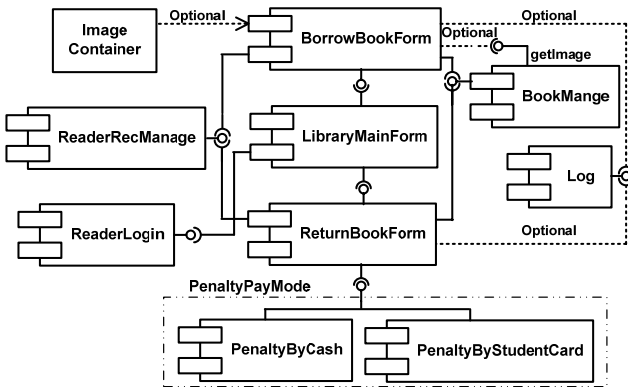 Image
Container
Optional
BorrowBookForm
Optional
Optional
getImage
BookMange
ReaderRecManage
LibraryMainForm
Log
ReaderLogin
ReturnBookForm
Optional
PenaltyPayMode
PenaltyByCash
PenaltyByStudentCard